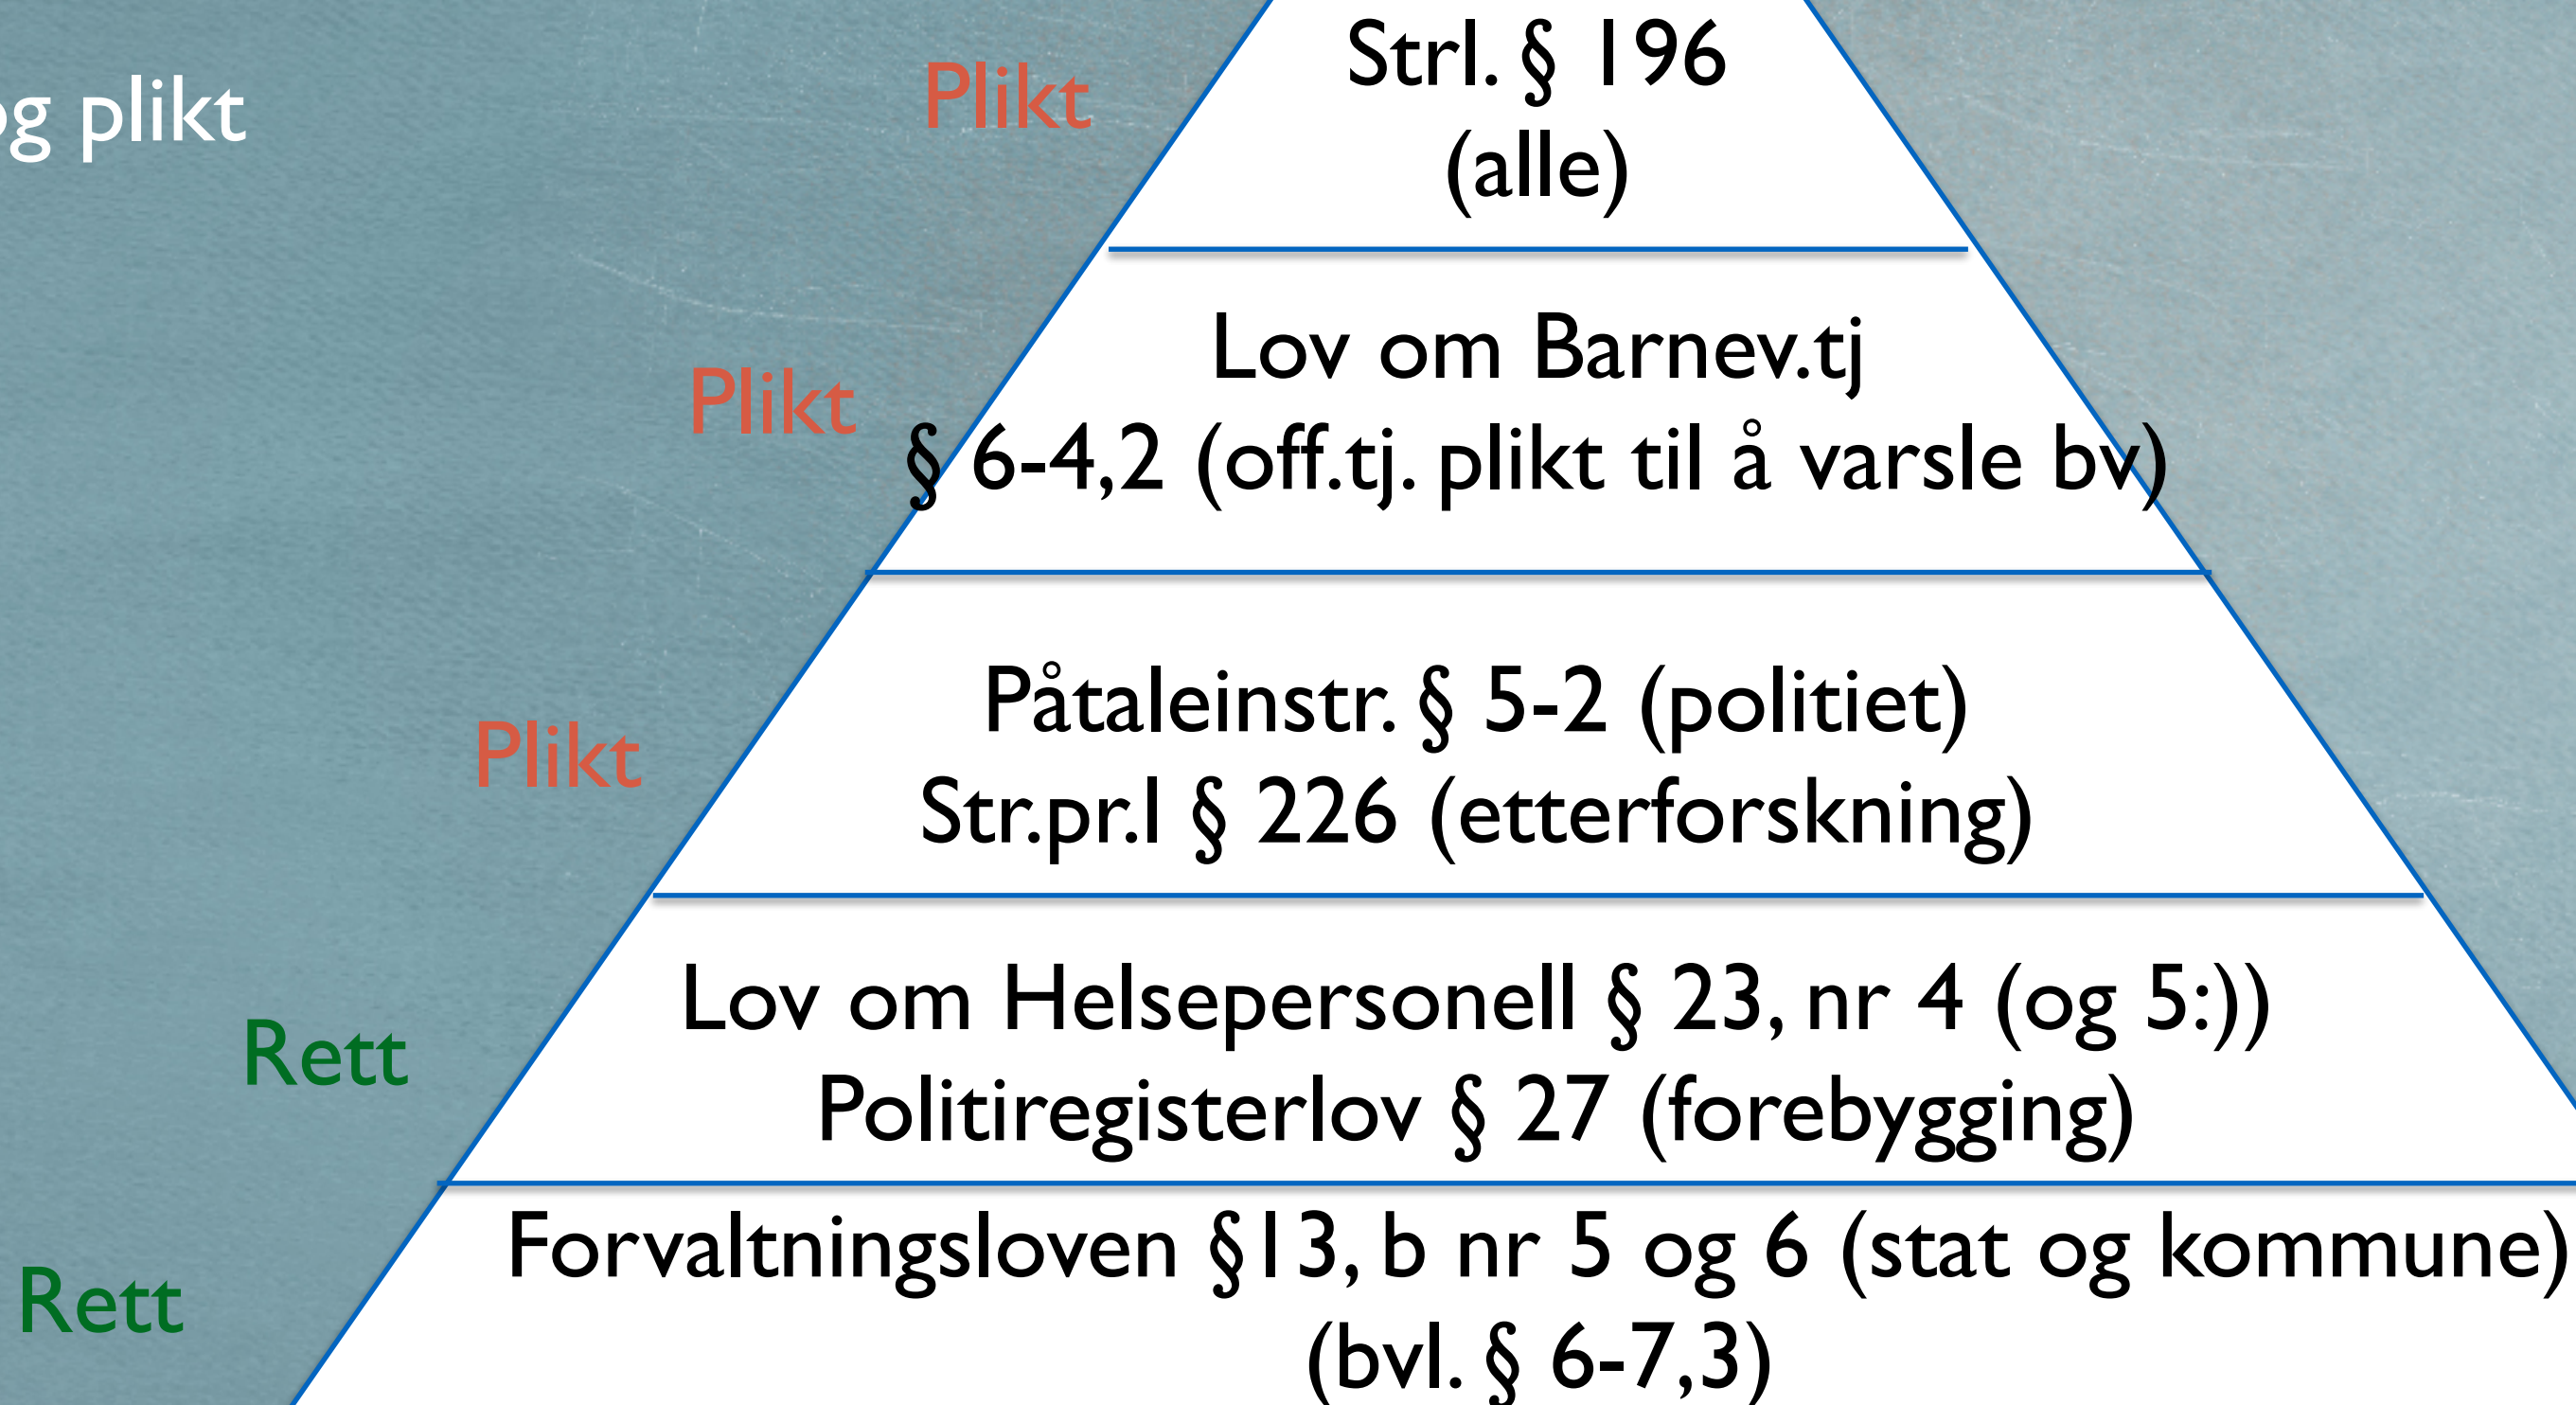 og plikt
Plikt
Strl. § 196
(alle)
Plikt
Lov om Barnev.tj
§ 6-4,2 (off.tj. plikt til å varsle bv)
Plikt
Påtaleinstr. § 5-2 (politiet)
Str.pr.l § 226 (etterforskning)
Rett
Lov om Helsepersonell § 23, nr 4 (og 5:))
Politiregisterlov § 27 (forebygging)
Rett
Forvaltningsloven §13, b nr 5 og 6 (stat og kommune)
(bvl. § 6-7,3)